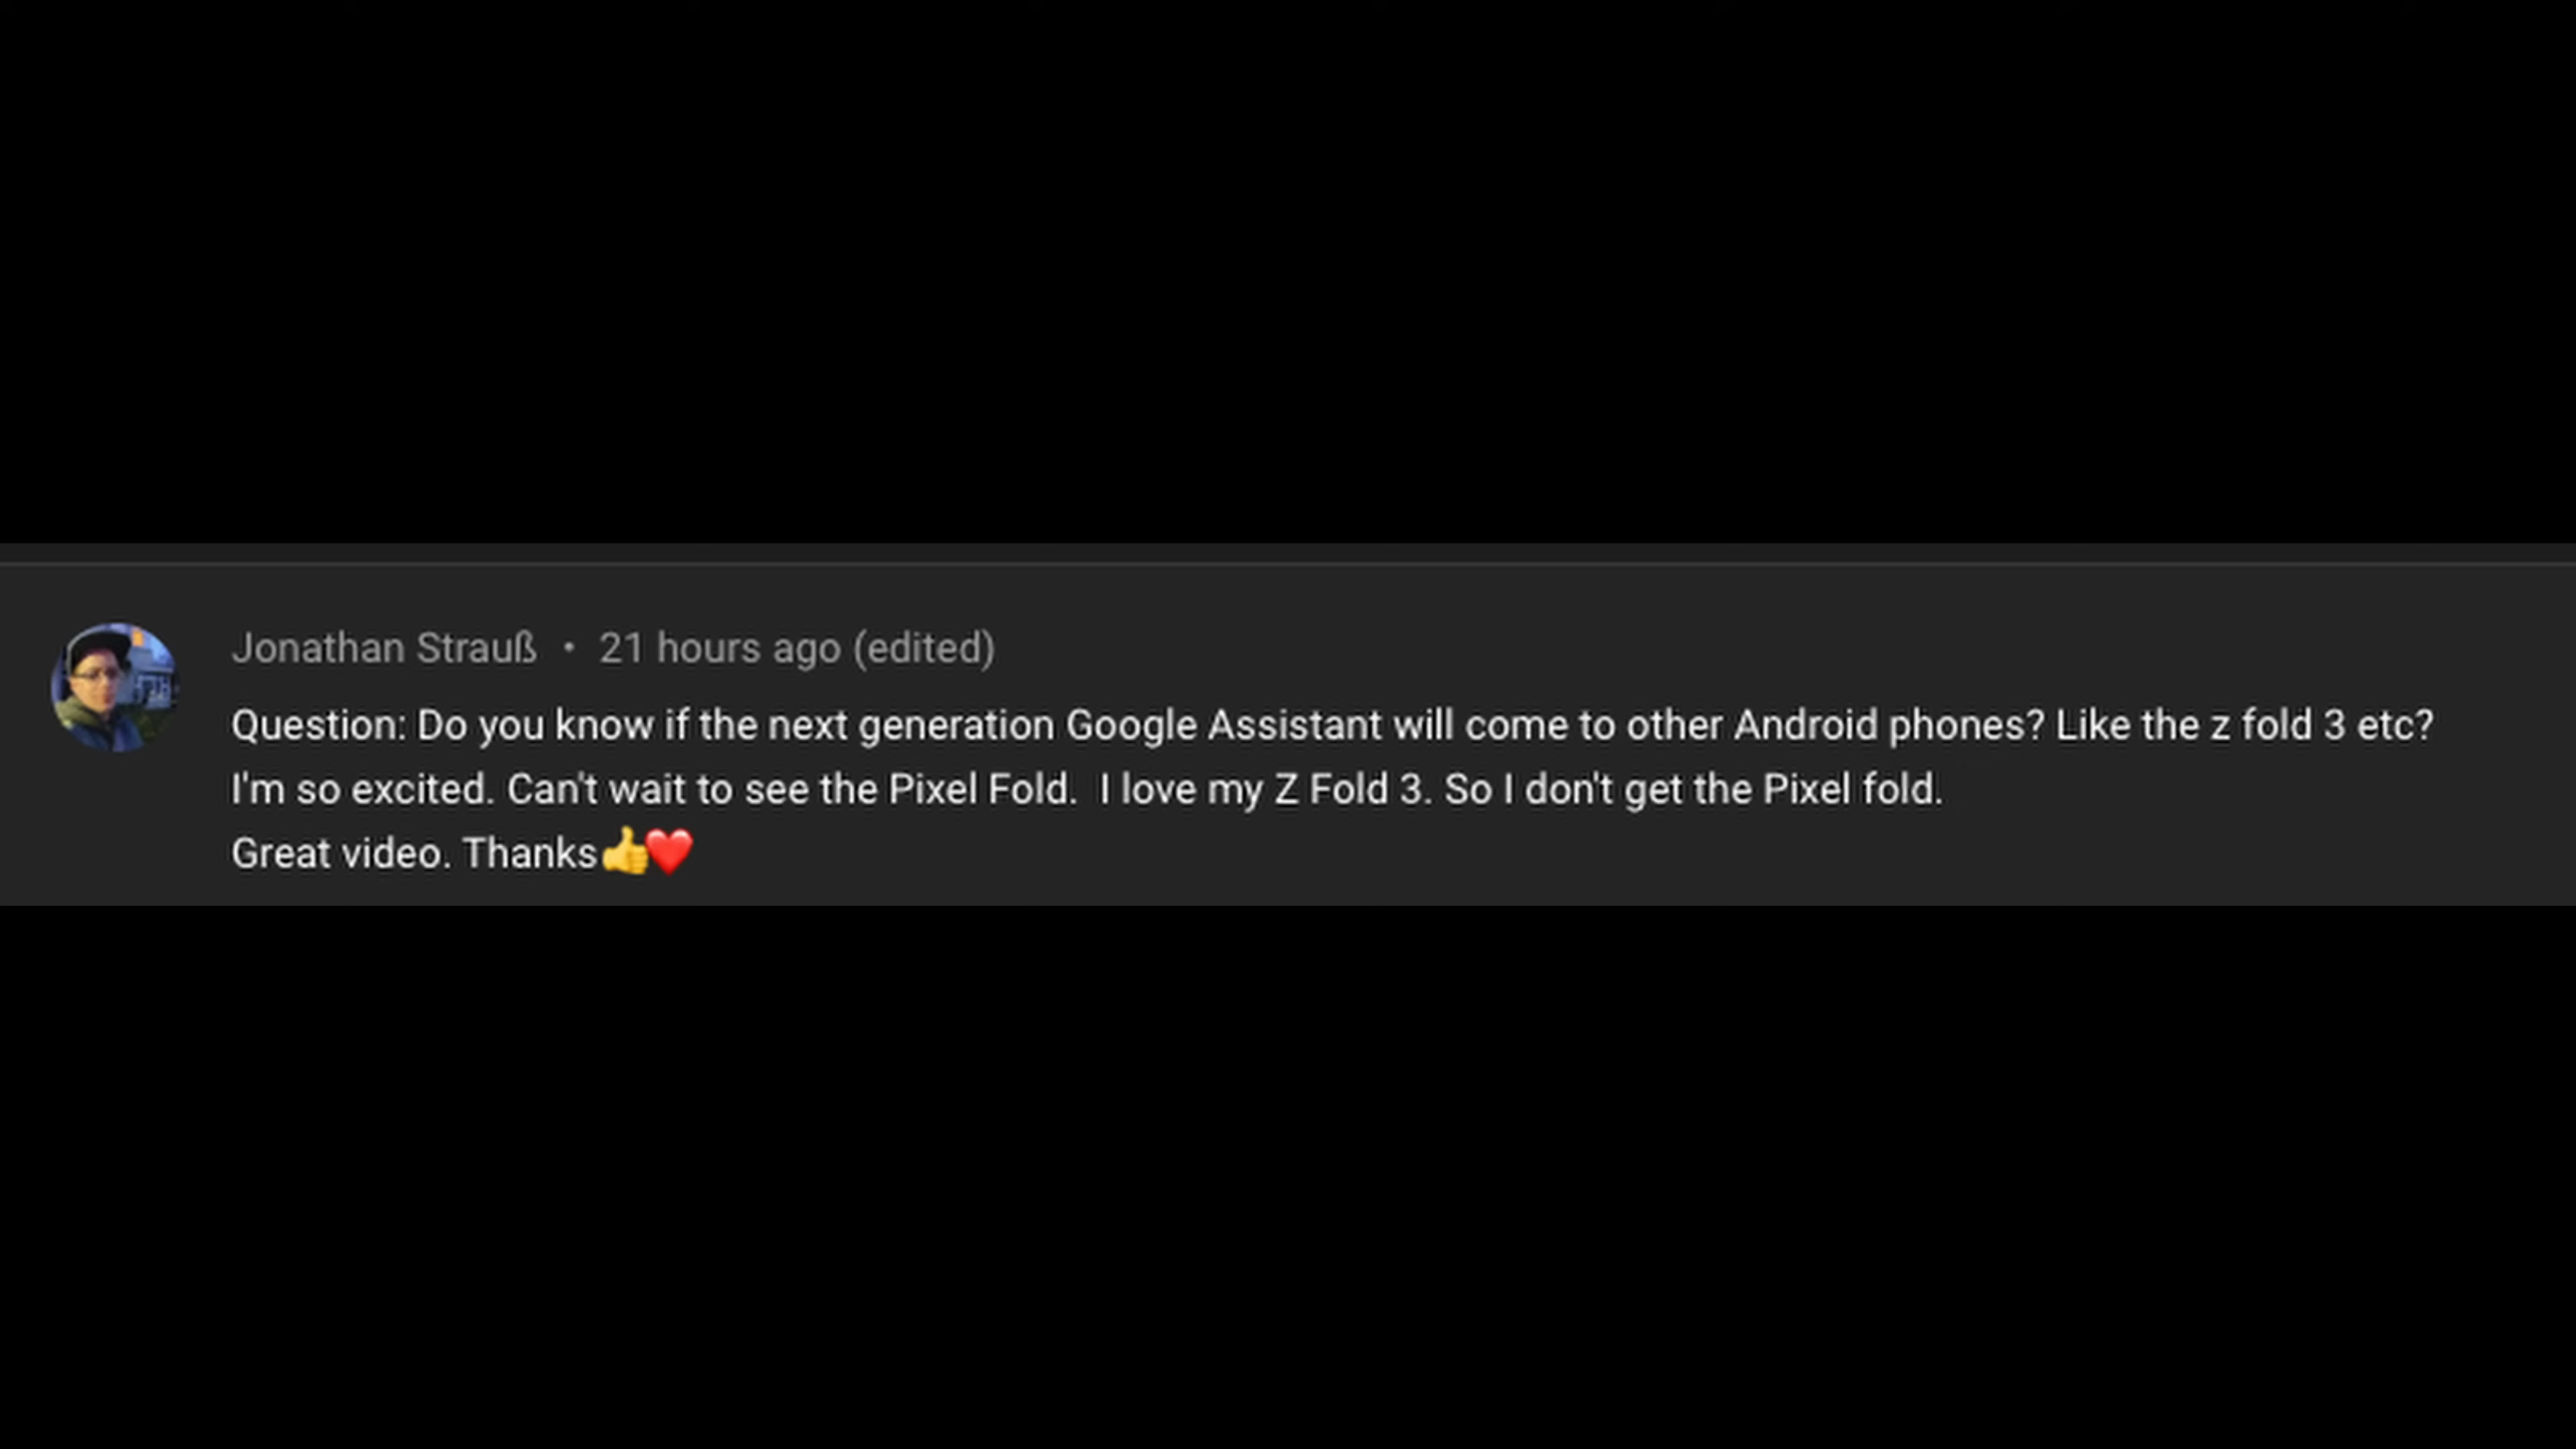 Jonathan Strauß • 21 hours ago (edited)
Question: Do you know if the next generation Google Assistant will come to other Android phones? Like the z fold 3 etc?
I'm so excited. Can't wait to see the Pixel Fold.  I love my Z Fold 3. So I don't get the Pixel fold.
Great video. Thanks👍❤️